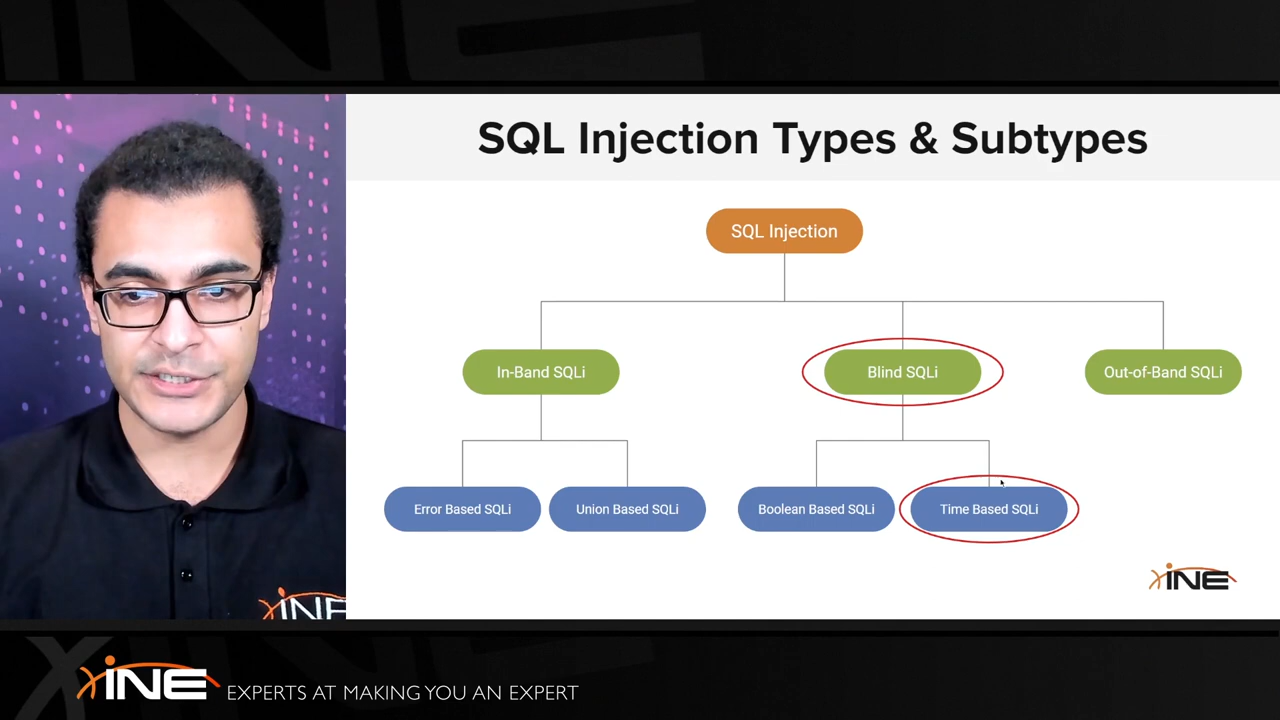 SQL Injection Types & Subtypes
SQL Injection
In-Band SQLi
Blind SQLi
Out-of-Band SQLi
Error Based SQLi
Union Based SQLi
Boolean Based SQLi
Time Based SQLi
INE
INE
INE EXPERTS AT MAKING YOU AN EXPERT